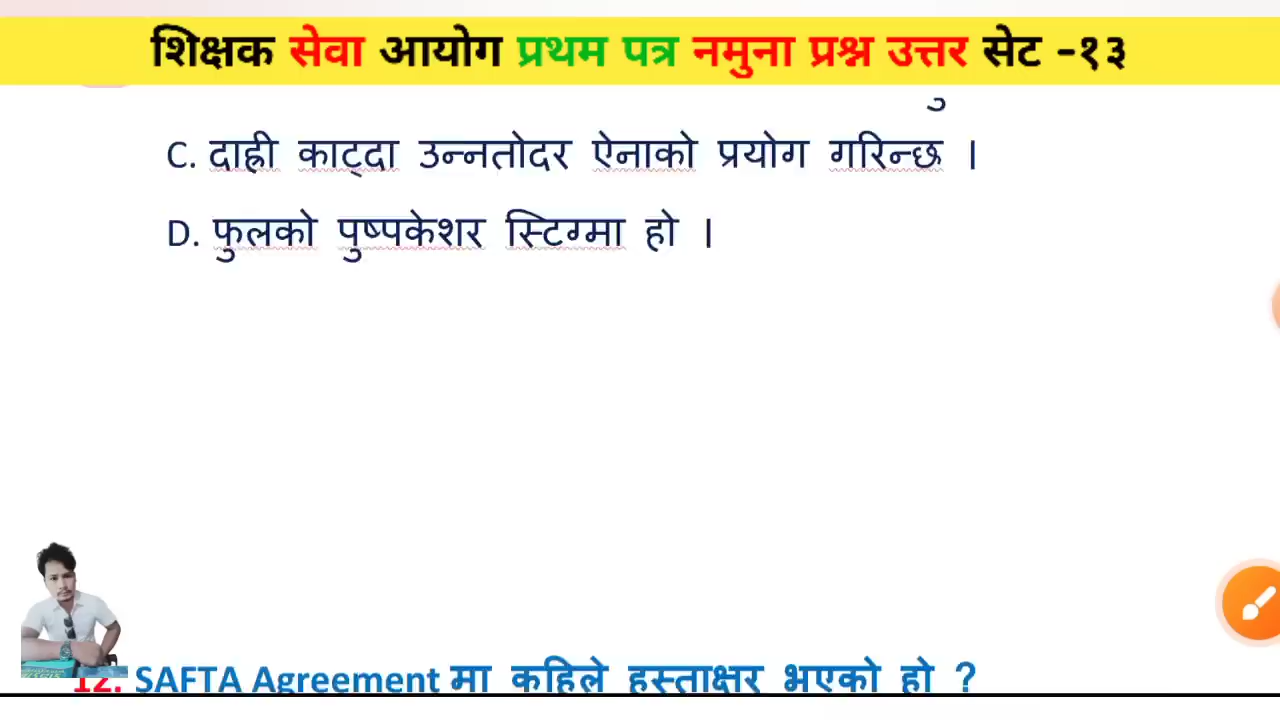 शिक्षक सेवा आयोग प्रथम पत्र नमुना प्रश्न उत्तर सेट -१३
C. दाह्री काट्दा उन्नतोदर ऐनाको प्रयोग गरिन्छ ।
D. फुलको पुष्पकेशर स्टिग्मा हो ।
12. SAFTA Agreement मा कहिले हस्ताक्षर भएको हो ?